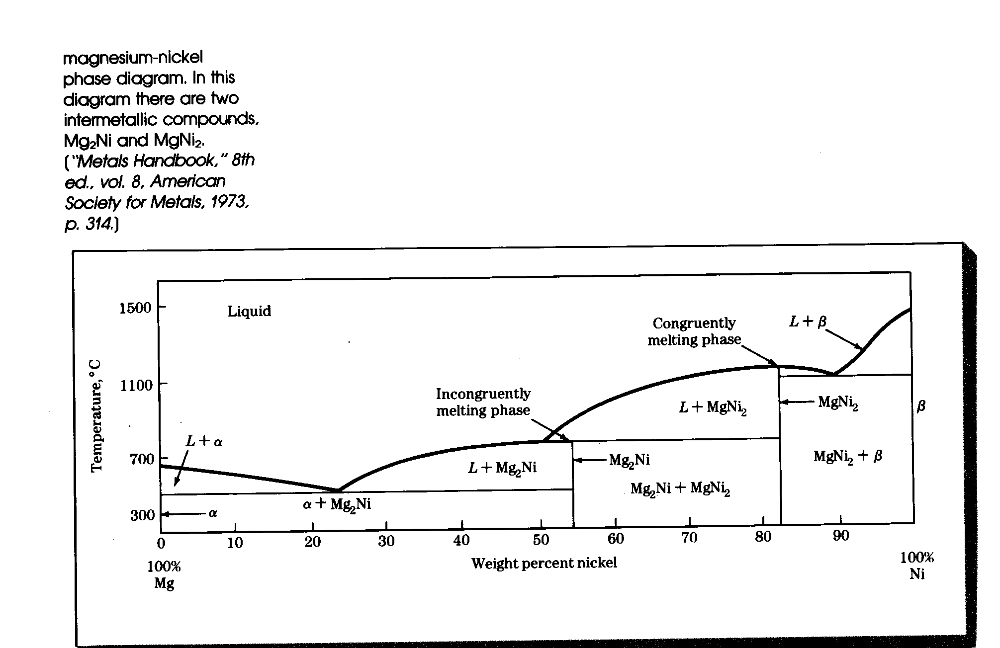 magnesium-nickel
phase diagram. In this
diagram there are two
intermetallic compounds,
Mg₂Ni and MgNi₂.
("Metals Handbook," 8th
ed., vol. 8, American
Society for Metals, 1973,
p. 314.)
1500
Liquid
Congruently
melting phase
L + β
Temperature, °C
1100
Incongruently
melting phase
L + MgNi₂
MgNi₂
β
L + α
700
L + Mg₂Ni
Mg₂Ni
MgNi₂ + β
Mg₂Ni + MgNi₂
α + Mg₂Ni
300
α
0 10 20 30 40 50 60 70 80 90
100%
Mg
Weight percent nickel
100%
Ni